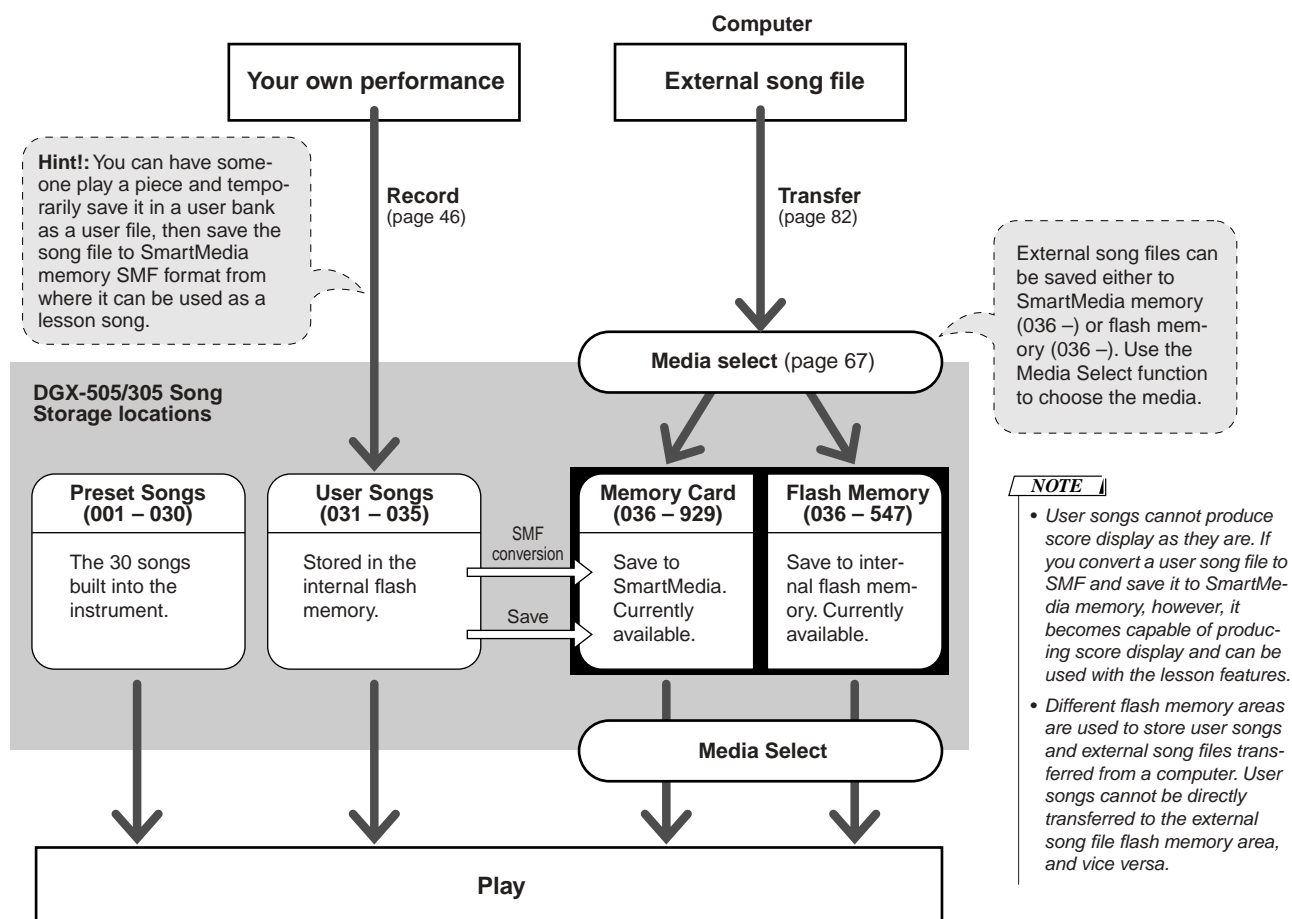 Computer
Your own performance
External song file
Hint!: You can have some-
one play a piece and tempo-
rarily save it in a user bank
as a user file, then save the
song file to SmartMedia
memory SMF format from
where it can be used as a
lesson song.
Record
(page 46)
Transfer
(page 82)
External song files can
be saved either to
SmartMedia memory
(036 –) or flash mem-
ory (036 –). Use the
Media Select function
to choose the media.
Media select (page 67)
DGX-505/305 Song
Storage locations
Preset Songs
(001 – 030)
The 30 songs
built into the
instrument.
User Songs
(031 – 035)
Stored in the
internal flash
memory.
SMF
conversion
Save
Memory Card
(036 – 929)
Save to
SmartMedia.
Currently
available.
Flash Memory
(036 – 547)
Save to inter-
nal flash mem-
ory. Currently
available.
NOTE
• User songs cannot produce
score display as they are. If
you convert a user song file to
SMF and save it to SmartMe-
dia memory, however, it
becomes capable of produc-
ing score display and can be
used with the lesson features.
• Different flash memory areas
are used to store user songs
and external song files trans-
ferred from a computer. User
songs cannot be directly
transferred to the external
song file flash memory area,
and vice versa.
Media Select
Play